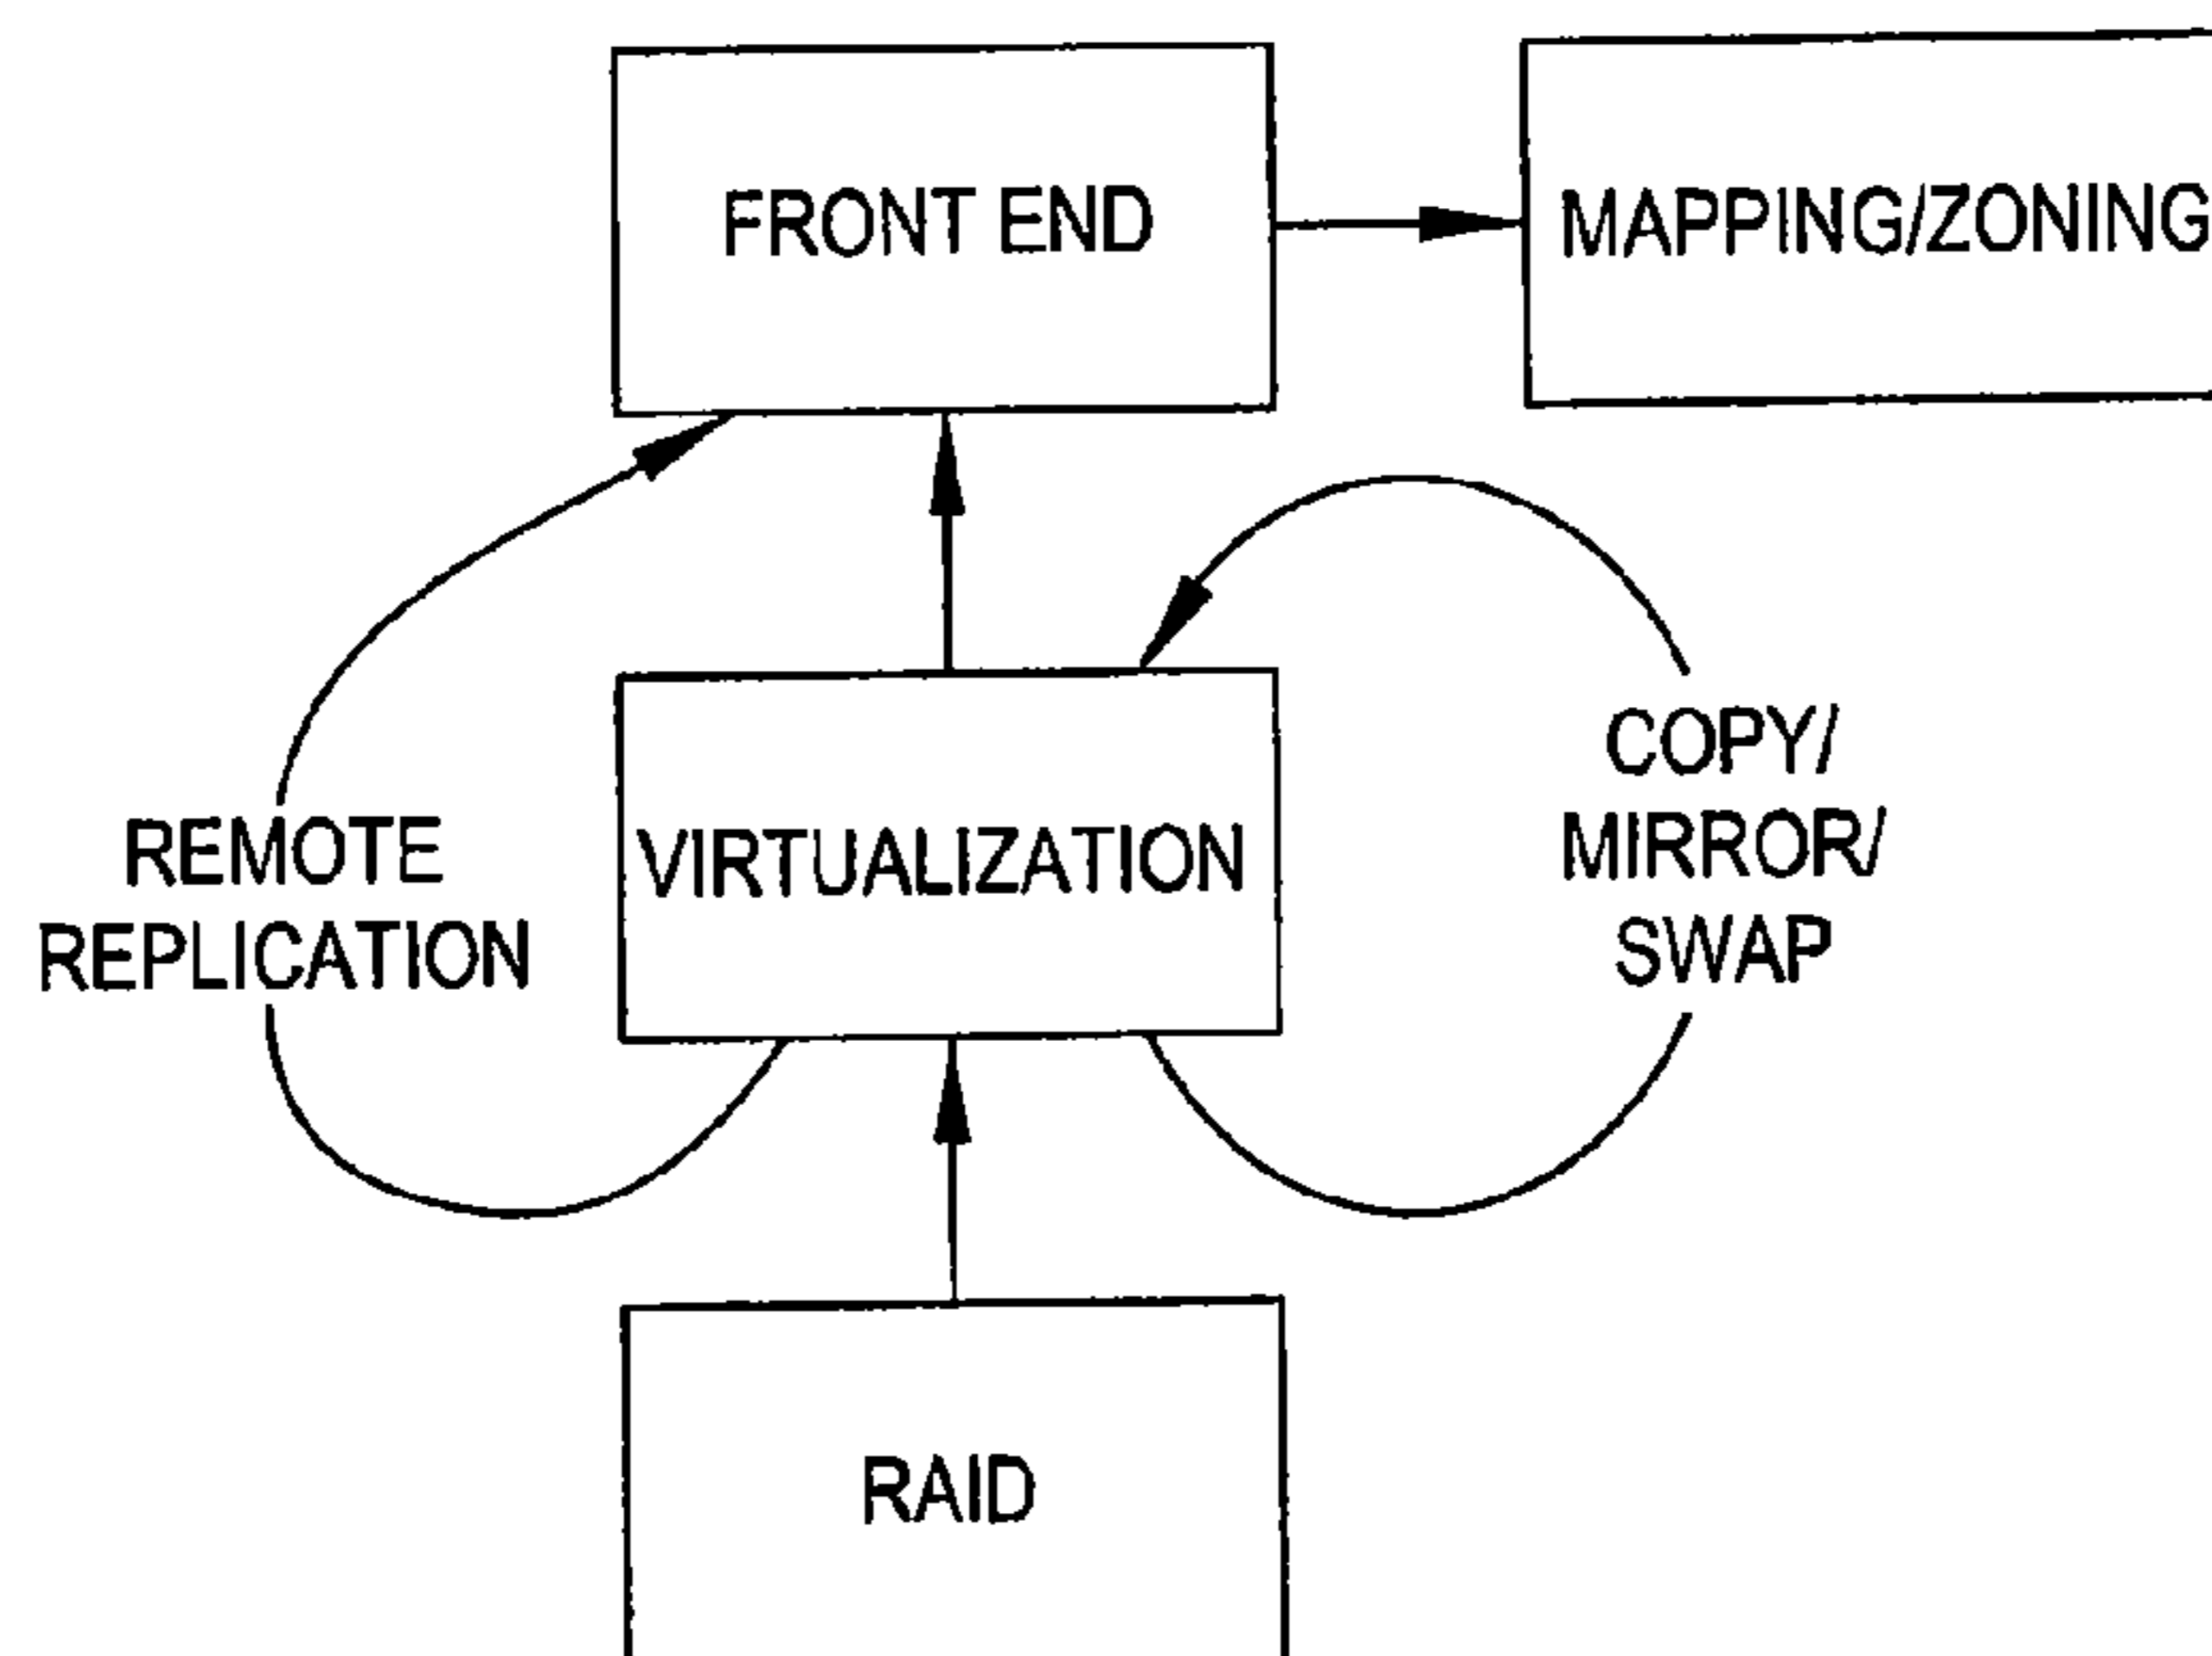 FRONT END
MAPPING/ZONING
REMOTE
REPLICATION
VIRTUALIZATION
COPY/
MIRROR/
SWAP
RAID